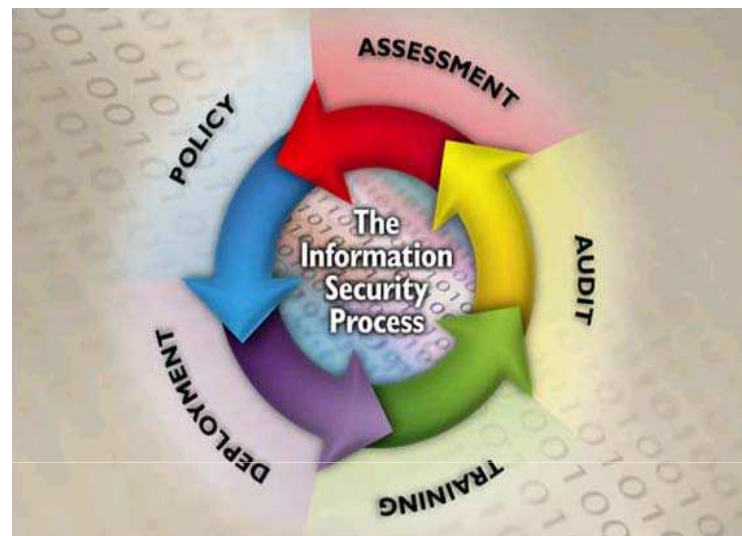 The
Information
Security
Process
ASSESSMENT
POLICY
DEPLOYMENT
TRAINING
AUDIT